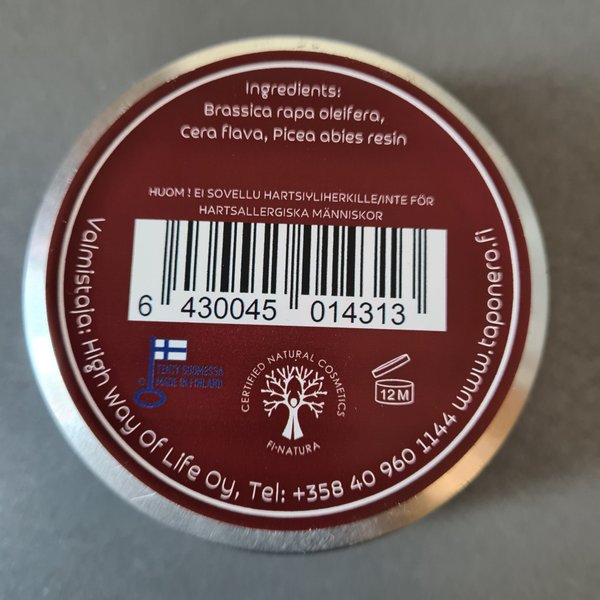 Ingredients:
Brassica rapa oleifera,
Cera flava, Picea abies resin
HUOM! EI SOVELLU HARTSIYLIHERKILLE/INTE FÖR
HARTSALLERGISKA MÄNNISKOR
6 430045 014313
TEHTY SUOMESSA
MADE IN FINLAND
CERTIFIED NATURAL COSMETICS
FI-NATURA
12M
Valmistaja: High Way Of Life Oy, Tel: +358 40 960 1144 www.taponero.fi